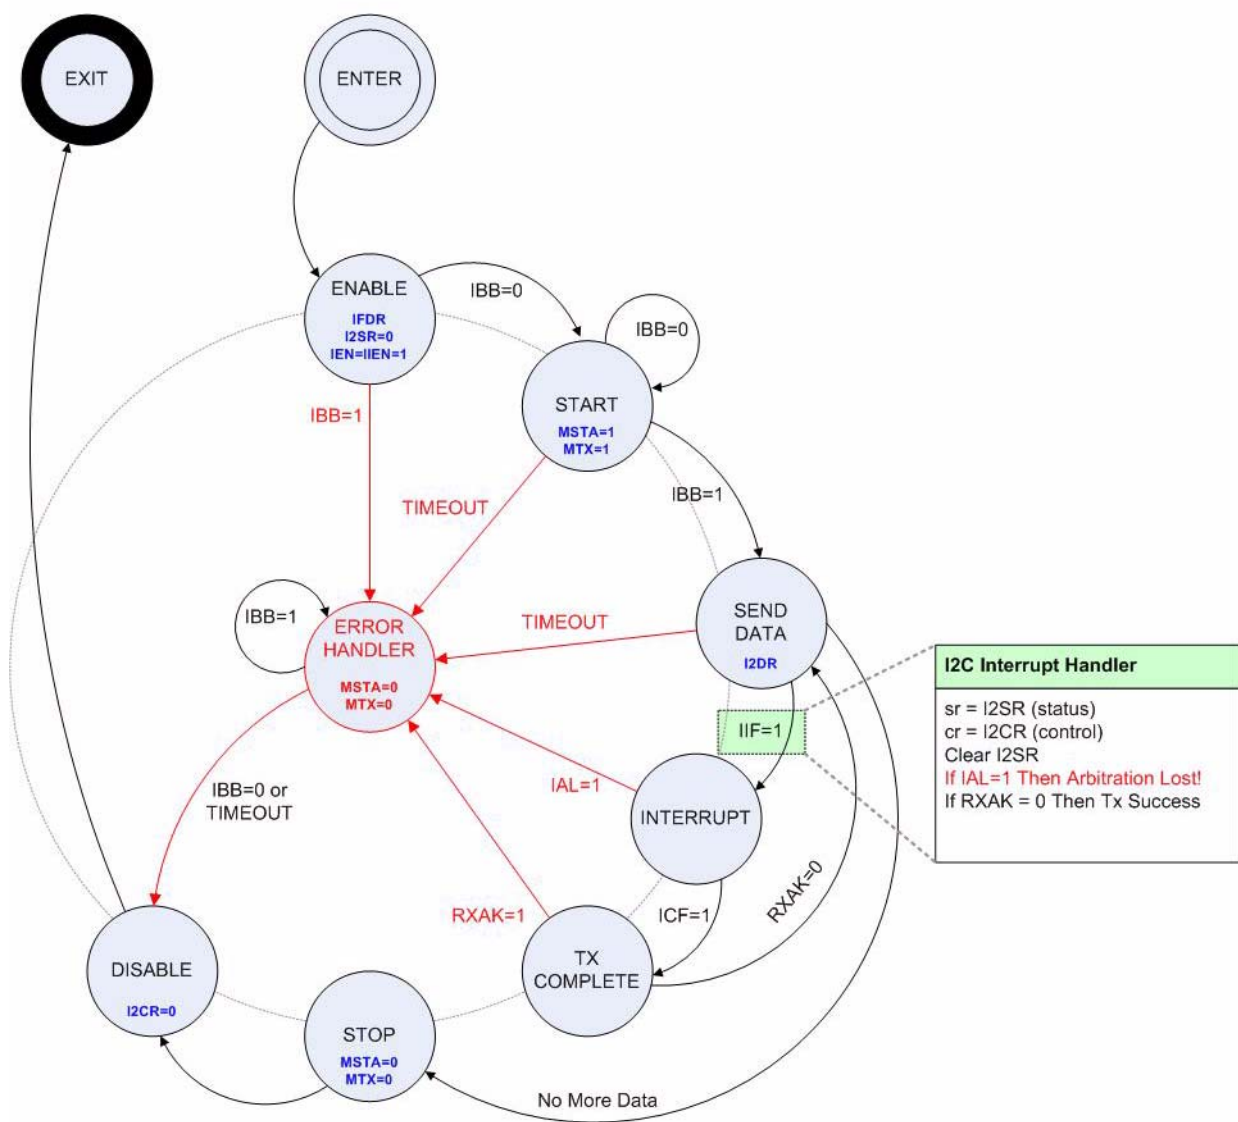 EXIT
ENTER
ENABLE
IFDR
I2SR=0
IEN=IIEN=1
IBB=0
IBB=0
START
MSTA=1
MTX=1
IBB=1
IBB=1
TIMEOUT
IBB=1
ERROR
HANDLER
MSTA=0
MTX=0
TIMEOUT
SEND
DATA
I2DR
IIF=1
I2C Interrupt Handler
sr = I2SR (status)
cr = I2CR (control)
Clear I2SR
If IAL=1 Then Arbitration Lost!
If RXAK = 0 Then Tx Success
IAL=1
INTERRUPT
IBB=0 or
TIMEOUT
RXAK=1
ICF=1
RXAK=0
TX
COMPLETE
DISABLE
I2CR=0
STOP
MSTA=0
MTX=0
No More Data